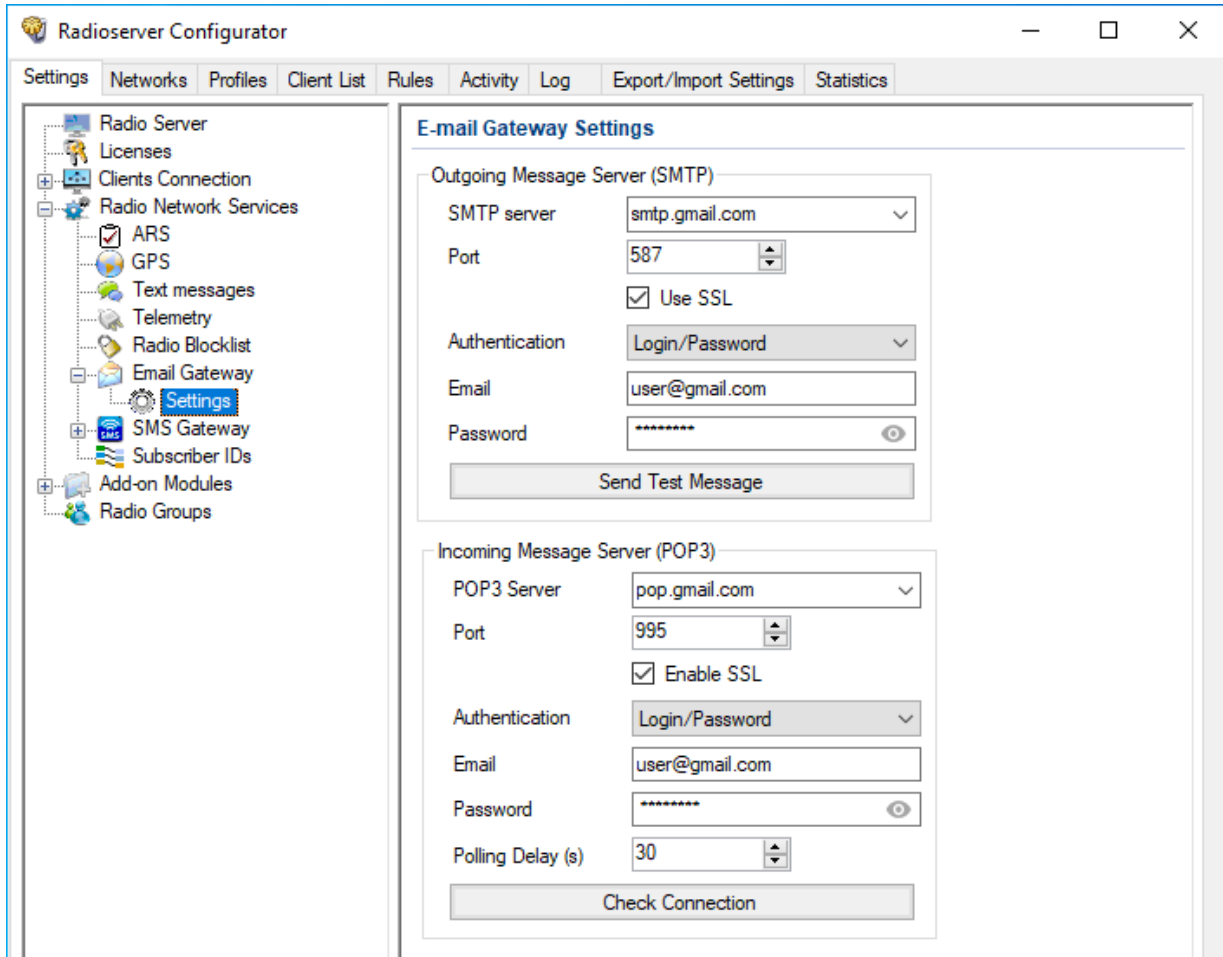 Radioserver Configurator
Settings Networks Profiles Client List Rules Activity Log Export/Import Settings Statistics
Radio Server
Licenses
Clients Connection
Radio Network Services
ARS
GPS
Text messages
Telemetry
Radio Blocklist
Email Gateway
Settings
SMS Gateway
Subscriber IDs
Add-on Modules
Radio Groups
E-mail Gateway Settings
Outgoing Message Server (SMTP)
SMTP server smtp.gmail.com
Port 587
Use SSL
Authentication Login/Password
Email user@gmail.com
Password ********
Send Test Message
Incoming Message Server (POP3)
POP3 Server pop.gmail.com
Port 995
Enable SSL
Authentication Login/Password
Email user@gmail.com
Password ********
Polling Delay (s) 30
Check Connection